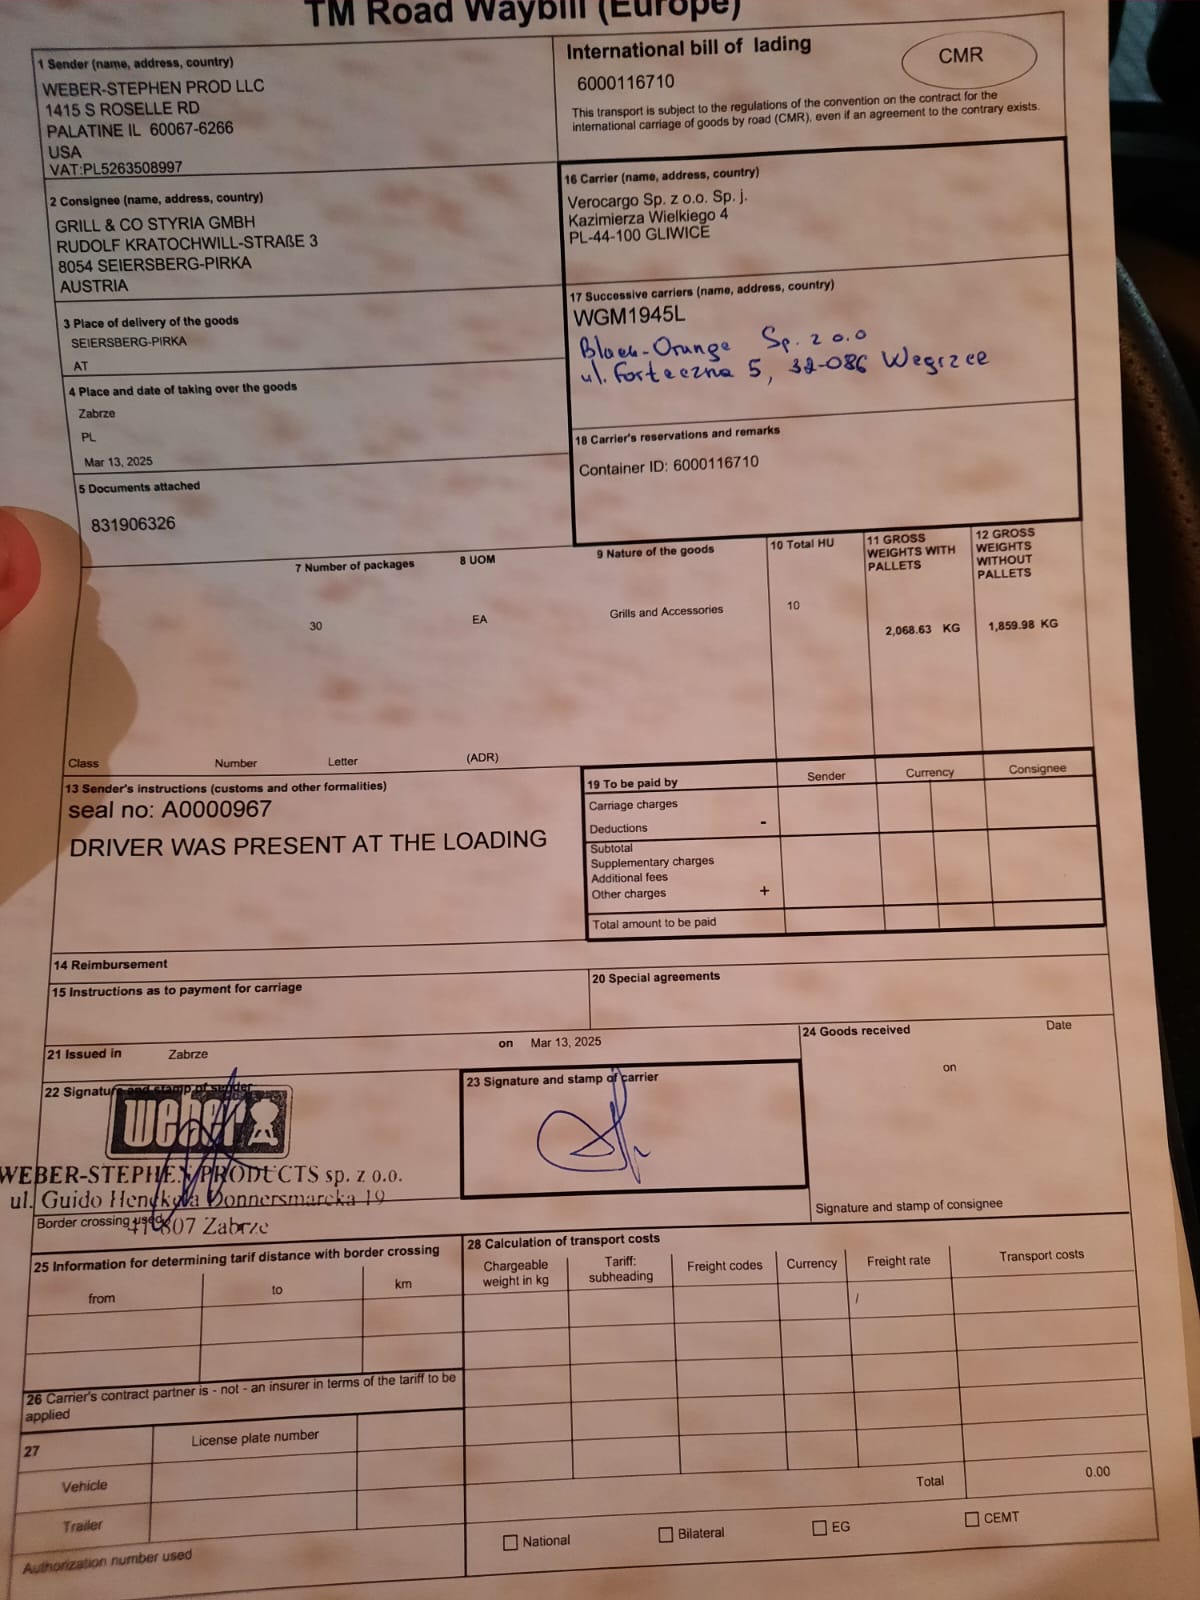 TM Road Waybill (Europe)
1 Sender (name, address, country)
WEBER-STEPHEN PROD LLC
1415 S ROSELLE RD
PALATINE IL 60067-6266
USA
VAT:PL5263508997
International bill of lading
6000116710
CMR
This transport is subject to the regulations of the convention on the contract for the
international carriage of goods by road (CMR), even if an agreement to the contrary exists.
2 Consignee (name, address, country)
GRILL & CO STYRIA GMBH
RUDOLF KRATOCHWILL-STRAßE 3
8054 SEIERSBERG-PIRKA
AUSTRIA
16 Carrier (name, address, country)
Verocargo Sp. z o.o. Sp. j.
Kazimierza Wielkiego 4
PL-44-100 GLIWICE
3 Place of delivery of the goods
SEIERSBERG-PIRKA
AT
17 Successive carriers (name, address, country)
WGM1945L
Black-Orange Sp. z o.o
ul. Forteczna 5, 32-086 Węgrzce
4 Place and date of taking over the goods
Zabrze
PL
Mar 13, 2025
18 Carrier's reservations and remarks
Container ID: 6000116710
5 Documents attached
831906326
7 Number of packages
8 UOM
9 Nature of the goods
10 Total HU
11 GROSS
WEIGHTS WITH
PALLETS
12 GROSS
WEIGHTS
WITHOUT
PALLETS
30
EA
Grills and Accessories
10
2,068.63 KG
1,859.98 KG
Class
Number
Letter
(ADR)
13 Sender's instructions (customs and other formalities)
seal no: A0000967
DRIVER WAS PRESENT AT THE LOADING
19 To be paid by
Sender
Currency
Consignee
Carriage charges
Deductions -
Subtotal
Supplementary charges
Additional fees
Other charges +
Total amount to be paid
14 Reimbursement
15 Instructions as to payment for carriage
20 Special agreements
21 Issued in Zabrze on Mar 13, 2025
24 Goods received
Date
on
Signature and stamp of consignee
22 Signature and stamp of sender
weber
WEBER-STEPHEN PRODUCTS sp. z o.o.
ul. Guido Henckela Donnersmarcka 19
41-807 Zabrze
23 Signature and stamp of carrier
Border crossing used
25 Information for determining tarif distance with border crossing
from
to
km
28 Calculation of transport costs
Chargeable
weight in kg
Tariff:
subheading
Freight codes
Currency
Freight rate
Transport costs
/
26 Carrier's contract partner is - not - an insurer in terms of the tariff to be
applied
27
License plate number
Vehicle
Trailer
Authorization number used
Total
0.00
National
Bilateral
EG
CEMT